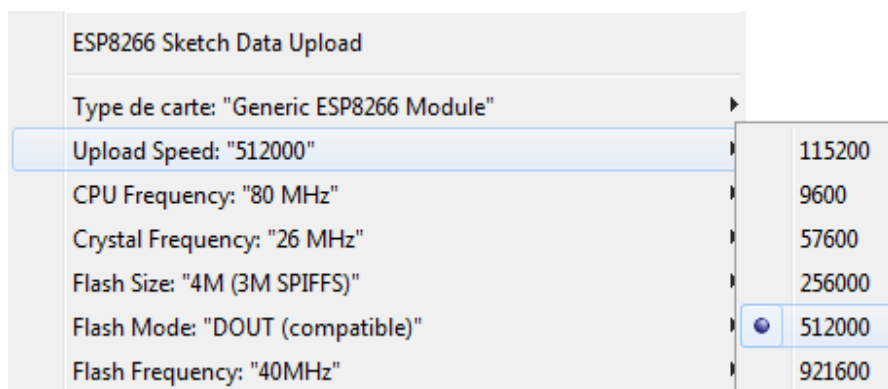 ESP8266 Sketch Data Upload
Type de carte: "Generic ESP8266 Module"
Upload Speed: "512000"
CPU Frequency: "80 MHz"
Crystal Frequency: "26 MHz"
Flash Size: "4M (3M SPIFFS)"
Flash Mode: "DOUT (compatible)"
Flash Frequency: "40MHz"
115200
9600
57600
256000
512000
921600